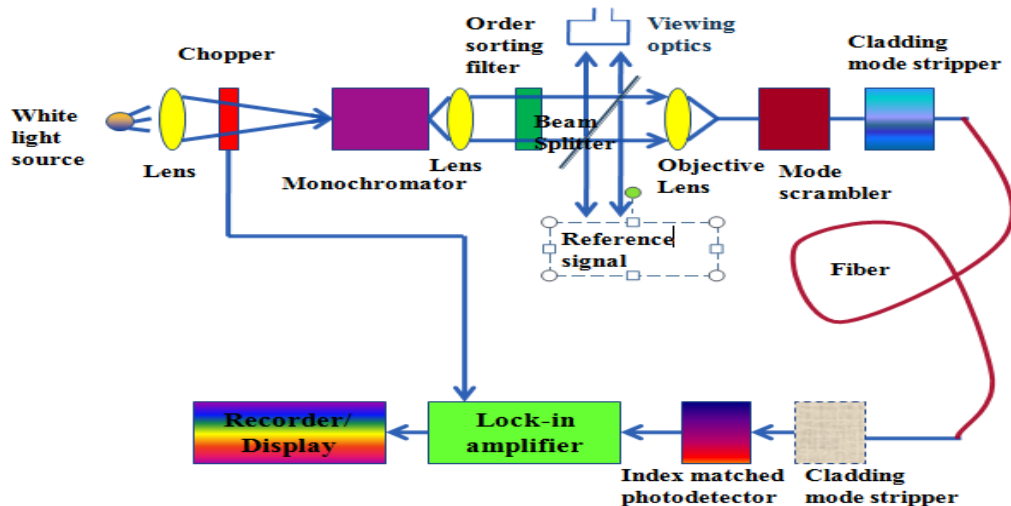 White
light
source
Lens
Chopper
Monochromator
Lens
Order
sorting
filter
Beam
Splitter
Viewing
optics
Reference
signal
Objective
Lens
Mode
scrambler
Cladding
mode stripper
Fiber
Recorder/
Display
Lock-in
amplifier
Index matched
photodetector
Cladding
mode stripper